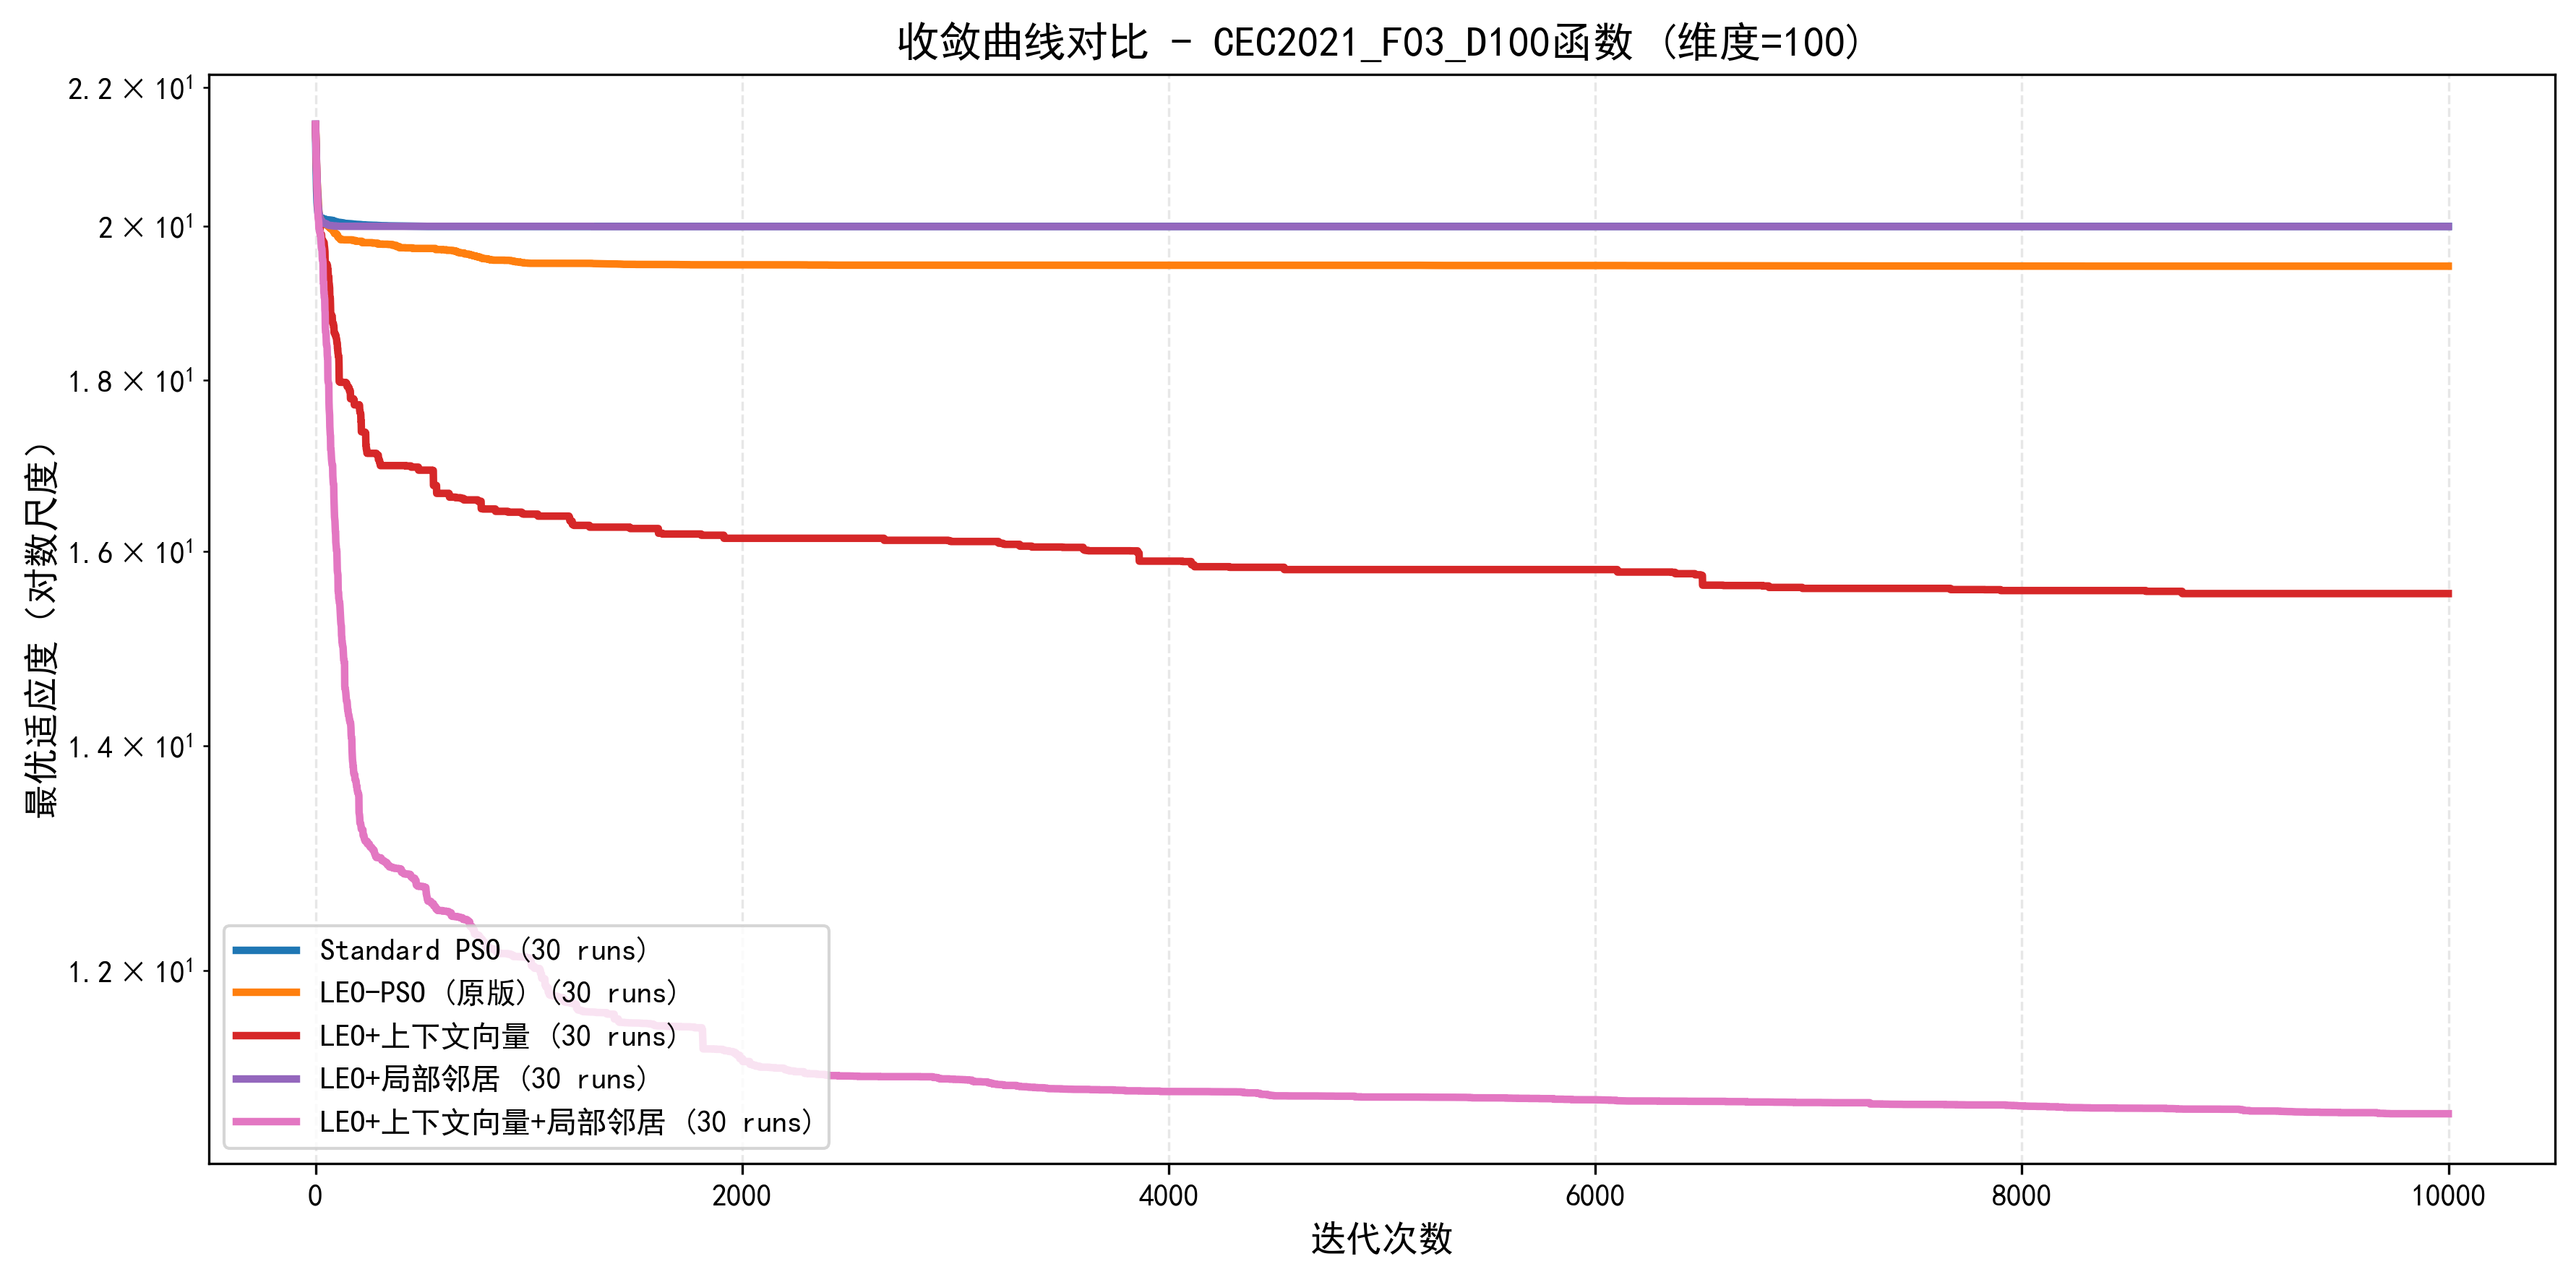 收敛曲线对比 - CEC2021_F03_D100函数 (维度=100)
最优适应度 (对数尺度)
2.2 × 10¹
2 × 10¹
1.8 × 10¹
1.6 × 10¹
1.4 × 10¹
1.2 × 10¹
Standard PSO (30 runs)
LEO-PSO (原版) (30 runs)
LEO+上下文向量 (30 runs)
LEO+局部邻居 (30 runs)
LEO+上下文向量+局部邻居 (30 runs)
0 2000 4000 6000 8000 10000
迭代次数